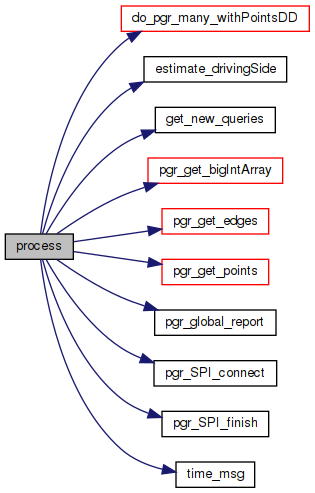 do_pgr_many_withPointsDD
estimate_drivingSide
get_new_queries
pgr_get_bigIntArray
process
pgr_get_edges
pgr_get_points
pgr_global_report
pgr_SPI_connect
pgr_SPI_finish
time_msg